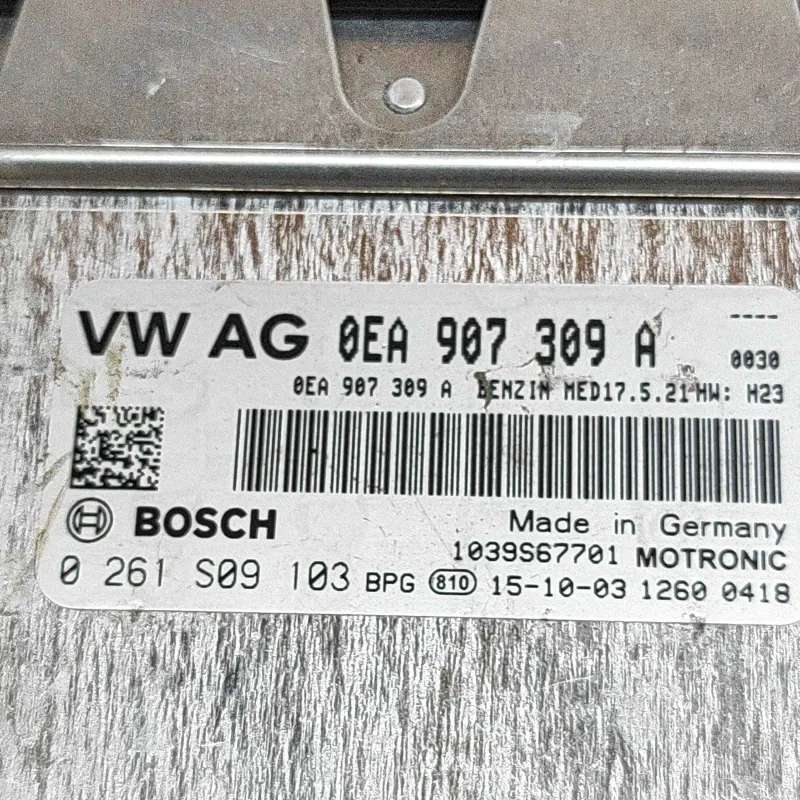 VW AG 0EA 907 309 A ----
0030
0EA 907 309 A BENZIN MED17.5.21 HW: H23
BOSCH Made in Germany
1039S67701 MOTRONIC
0 261 S09 103 BPG 810 15-10-03 1260 0418